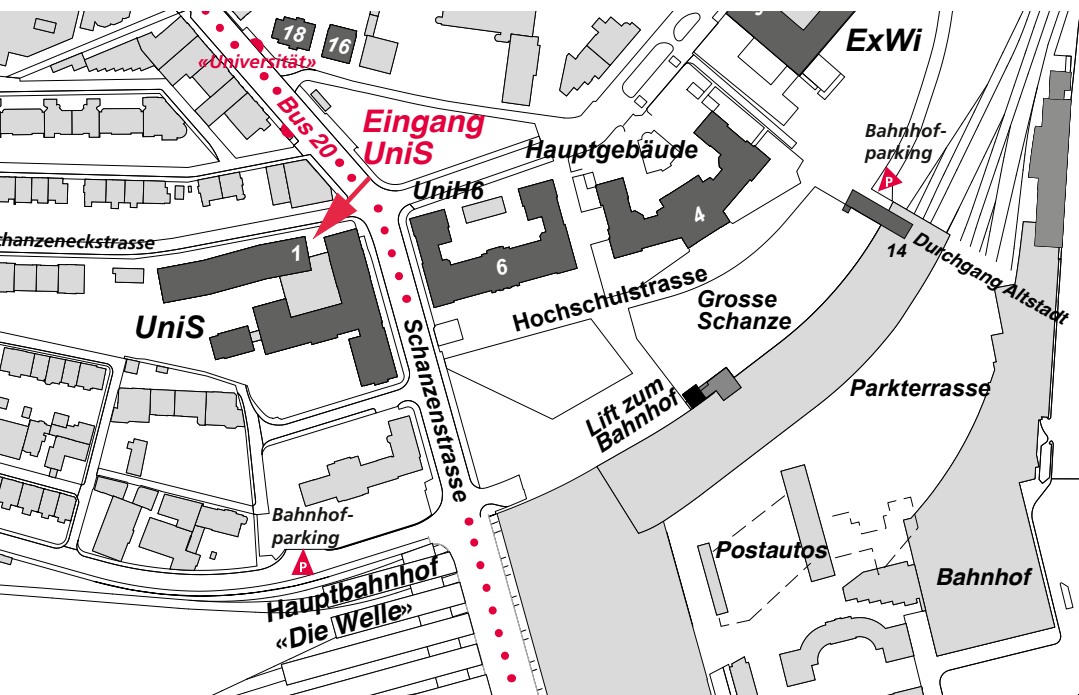 18
16
ExWi
«Universität»
Bus 20
Eingang
UniS
Hauptgebäude
Bahnhof-
parking
P
UniH6
4
1
6
14
Durchgang Altstadt
chanzeneckstrasse
Hochschulstrasse
Grosse
Schanze
UniS
Schanzenstrasse
Lift zum
Bahnhof
Parkterrasse
Bahnhof-
parking
P
Postautos
Bahnhof
Hauptbahnhof
«Die Welle»